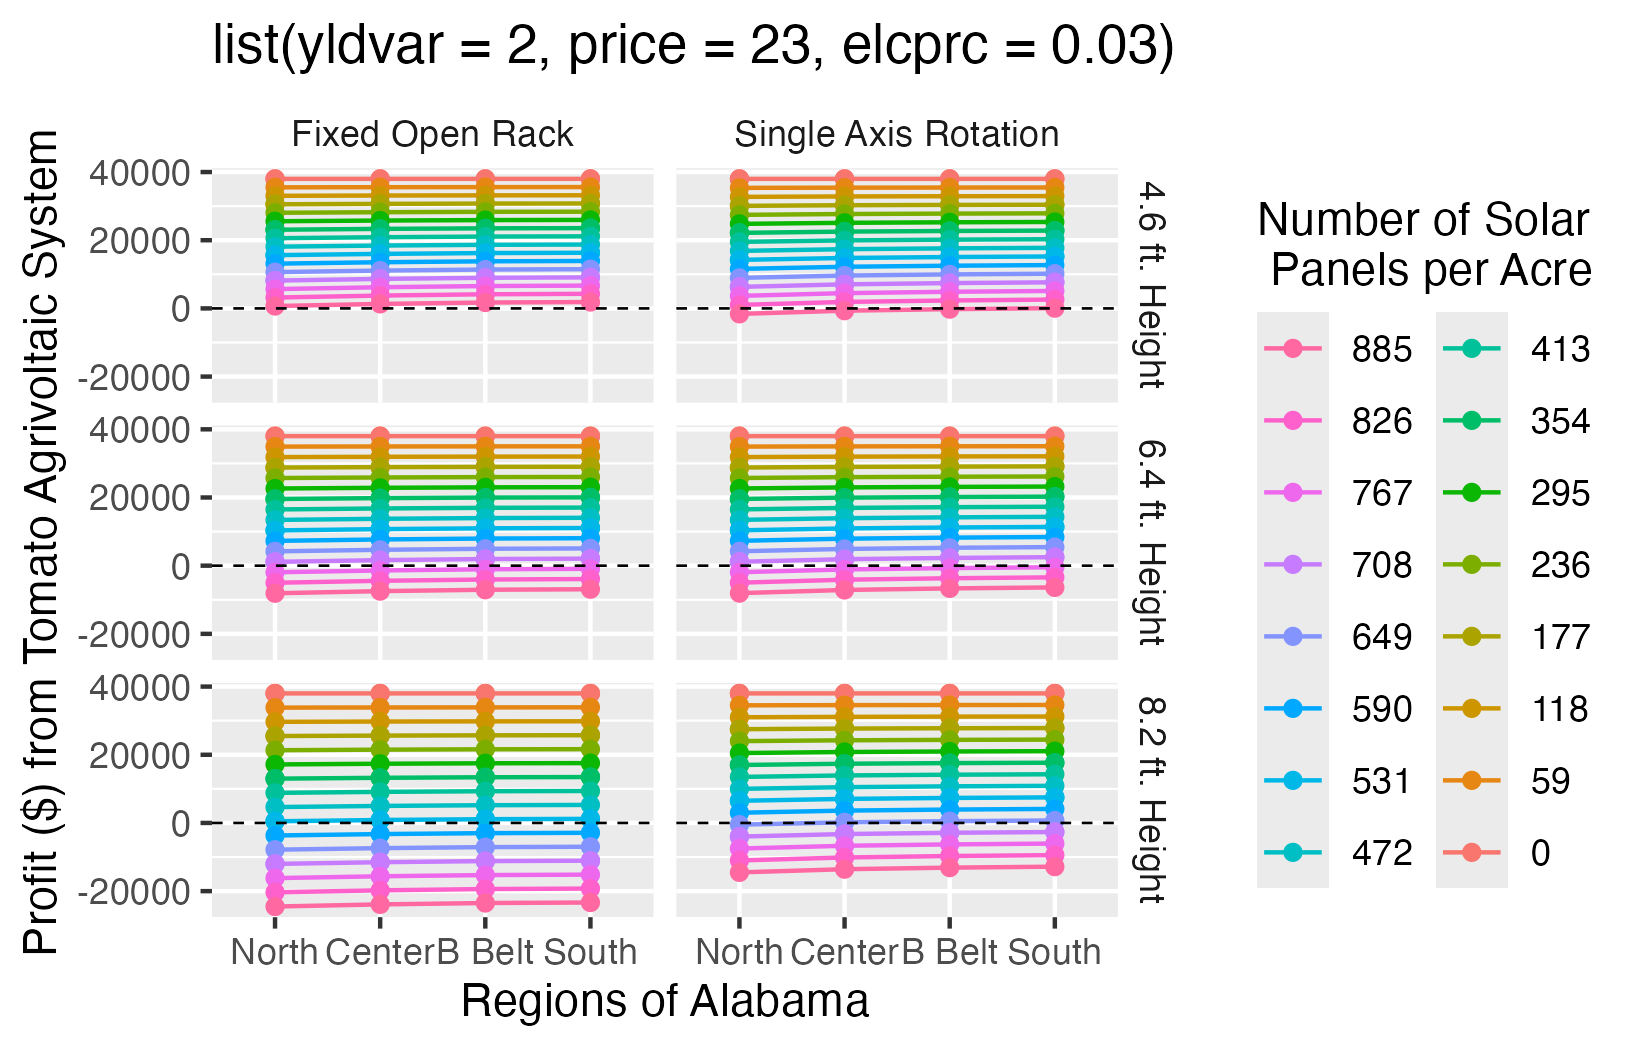 list(yldvar = 2, price = 23, elcprc = 0.03)
Fixed Open Rack
Single Axis Rotation
Profit ($) from Tomato Agrivoltaic System
40000
20000
0
-20000
4.6 ft. Height
40000
20000
0
-20000
6.4 ft. Height
40000
20000
0
-20000
8.2 ft. Height
North Center B Belt South
North Center B Belt South
Regions of Alabama
Number of Solar
Panels per Acre
885
826
767
708
649
590
531
472
413
354
295
236
177
118
59
0